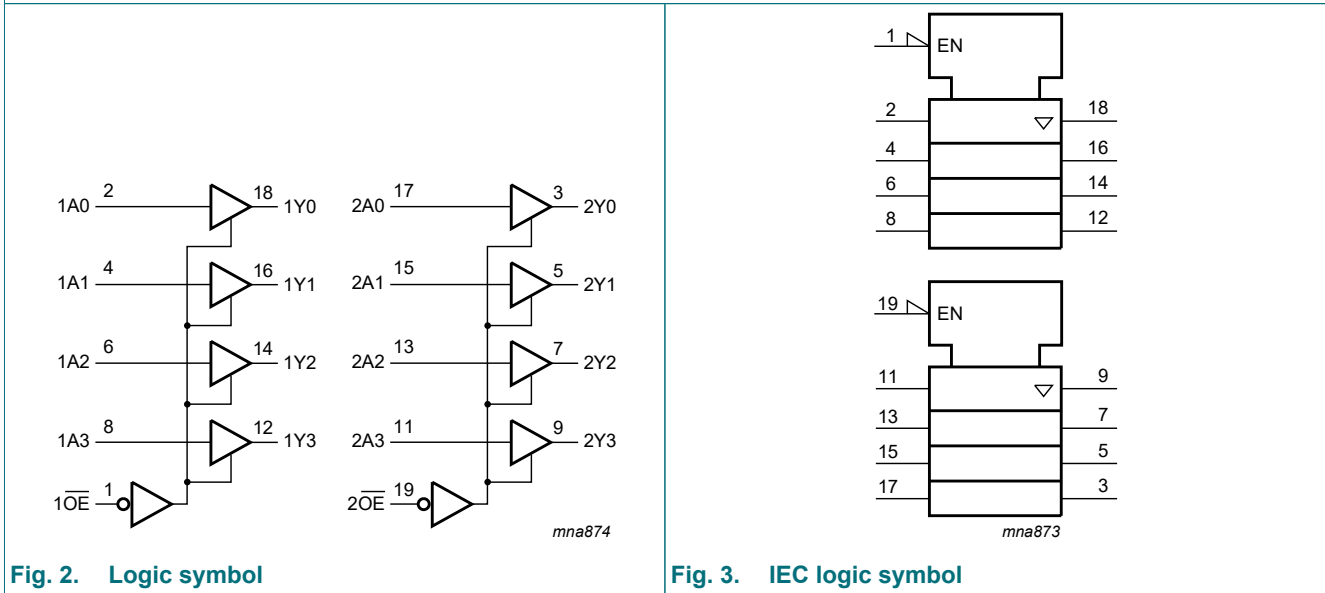 1A0 2 18 1Y0
1A1 4 16 1Y1
1A2 6 14 1Y2
1A3 8 12 1Y3
1O̅E̅ 1
2A0 17 3 2Y0
2A1 15 5 2Y1
2A2 13 7 2Y2
2A3 11 9 2Y3
2O̅E̅ 19
mna874
Fig. 2. Logic symbol
1 EN
2 18
4 16
6 14
8 12
19 EN
11 9
13 7
15 5
17 3
mna873
Fig. 3. IEC logic symbol